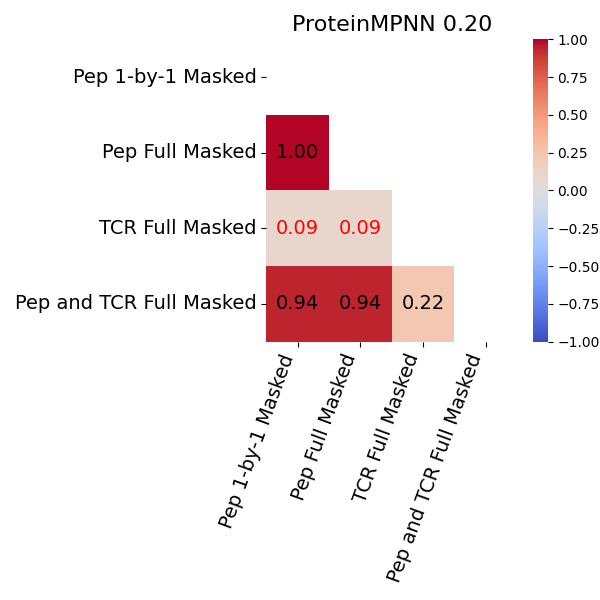 ProteinMPNN 0.20
Pep 1-by-1 Masked
Pep Full Masked
1.00
TCR Full Masked
0.09 0.09
Pep and TCR Full Masked
0.94 0.94 0.22
Pep 1-by-1 Masked
Pep Full Masked
TCR Full Masked
Pep and TCR Full Masked
1.00
0.75
0.50
0.25
0.00
−0.25
−0.50
−0.75
−1.00